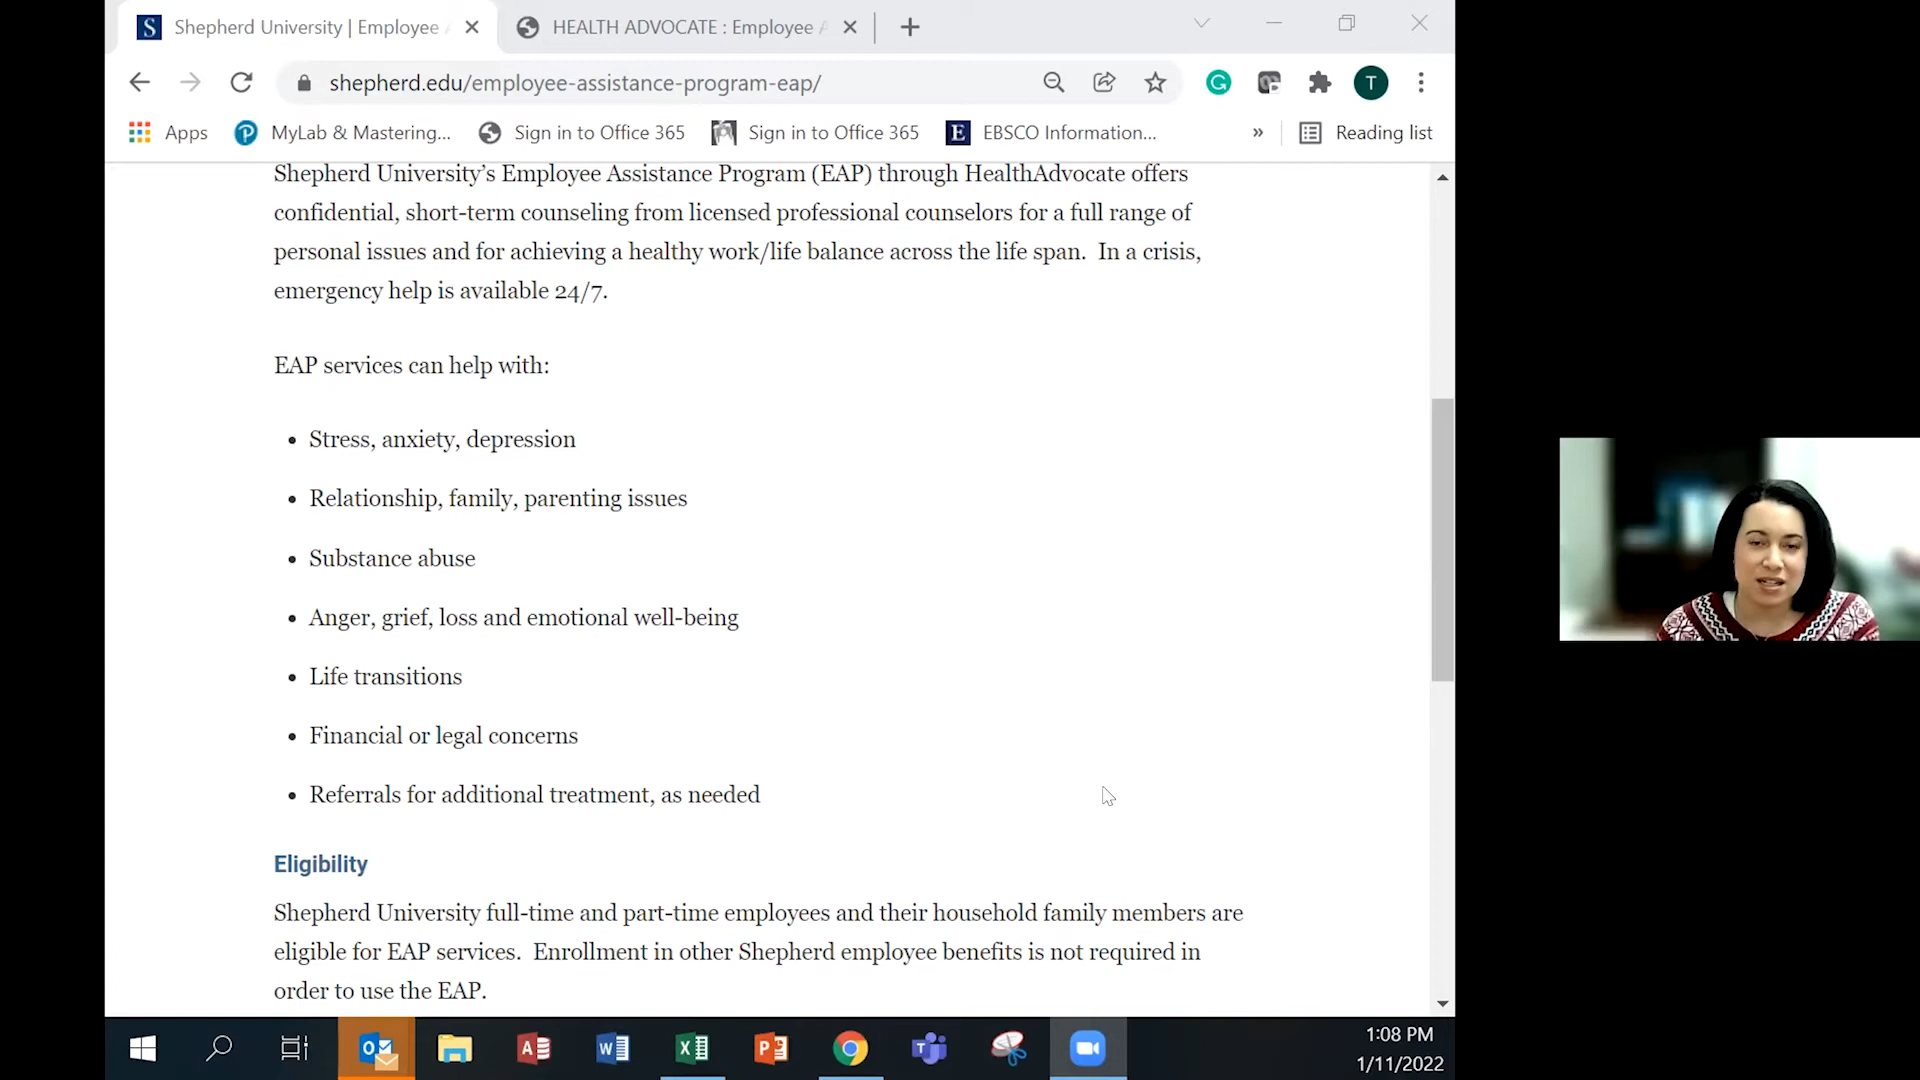 Shepherd University | Employee A
HEALTH ADVOCATE : Employee A
shepherd.edu/employee-assistance-program-eap/
G
T
Apps
MyLab & Mastering...
Sign in to Office 365
Sign in to Office 365
EBSCO Information...
»
Reading list
Shepherd University’s Employee Assistance Program (EAP) through HealthAdvocate offers
confidential, short-term counseling from licensed professional counselors for a full range of
personal issues and for achieving a healthy work/life balance across the life span.  In a crisis,
emergency help is available 24/7.
EAP services can help with:
• Stress, anxiety, depression
• Relationship, family, parenting issues
• Substance abuse
• Anger, grief, loss and emotional well-being
• Life transitions
• Financial or legal concerns
• Referrals for additional treatment, as needed
Eligibility
Shepherd University full-time and part-time employees and their household family members are
eligible for EAP services.  Enrollment in other Shepherd employee benefits is not required in
order to use the EAP.
1:08 PM
1/11/2022